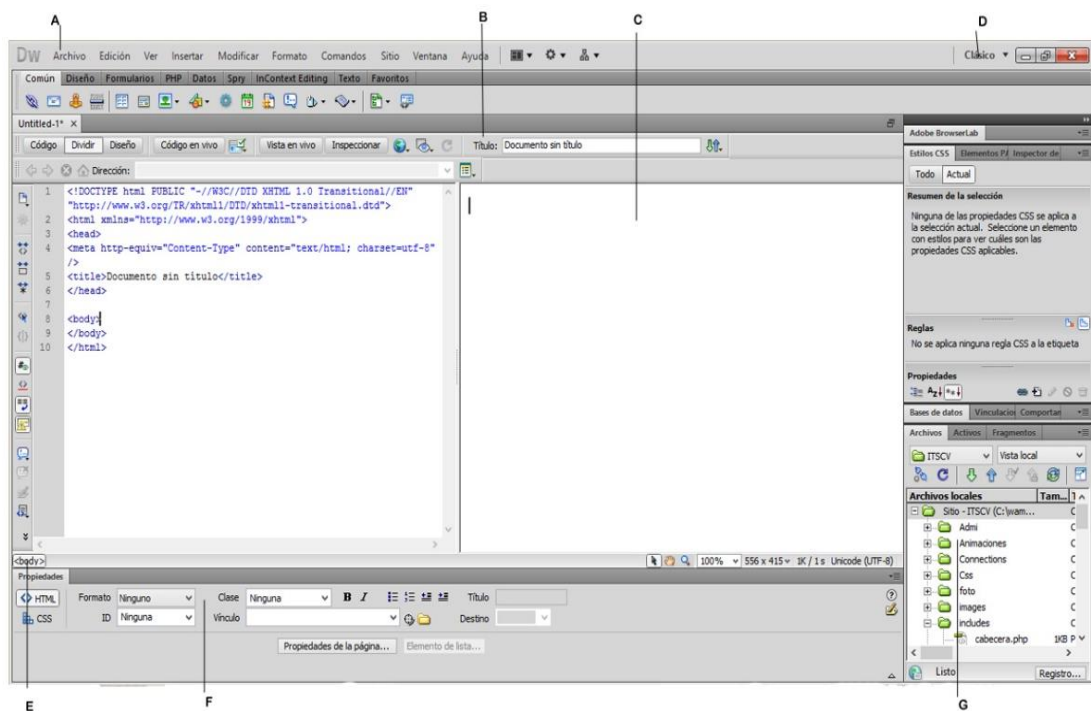 A
B
C
D
Dw Archivo Edición Ver Insertar Modificar Formato Comandos Sitio Ventana Ayuda Clásico
Común Diseño Formularios PHP Datos Spry InContext Editing Texto Favoritos
Untitled-1* X
Código Dividir Diseño Código en vivo Vista en vivo Inspeccionar Título: Documento sin título
Dirección:
1 <!DOCTYPE html PUBLIC "-//W3C//DTD XHTML 1.0 Transitional//EN"
"http://www.w3.org/TR/xhtml1/DTD/xhtml1-transitional.dtd">
2 <html xmlns="http://www.w3.org/1999/xhtml">
3 <head>
4 <meta http-equiv="Content-Type" content="text/html; charset=utf-8"
/>
5 <title>Documento sin título</title>
6 </head>
7
8 <body>
9 </body>
10 </html>
<body>
100% 556 x 415 1K / 1 s Unicode (UTF-8)
Adobe BrowserLab
Estilos CSS Elementos PA Inspector de
Todo Actual
Resumen de la selección
Ninguna de las propiedades CSS se aplica a
la selección actual. Seleccione un elemento
con estilos para ver cuáles son las
propiedades CSS aplicables.
Reglas
No se aplica ninguna regla CSS a la etiqueta
Propiedades
Bases de datos Vinculacio Comportan
Archivos Activos Fragmentos
ITSCV Vista local
Archivos locales Tam...
Sitio - ITSCV (C:\wam...
Admi C
Animaciones C
Connections C
Css C
foto C
images C
includes C
cabecera.php 1KB P
Listo Registro...
Propiedades
HTML Formato Ninguno Clase Ninguna B I Título
CSS ID Ninguna Vínculo Destino
Propiedades de la página... Elemento de lista...
E
F
G